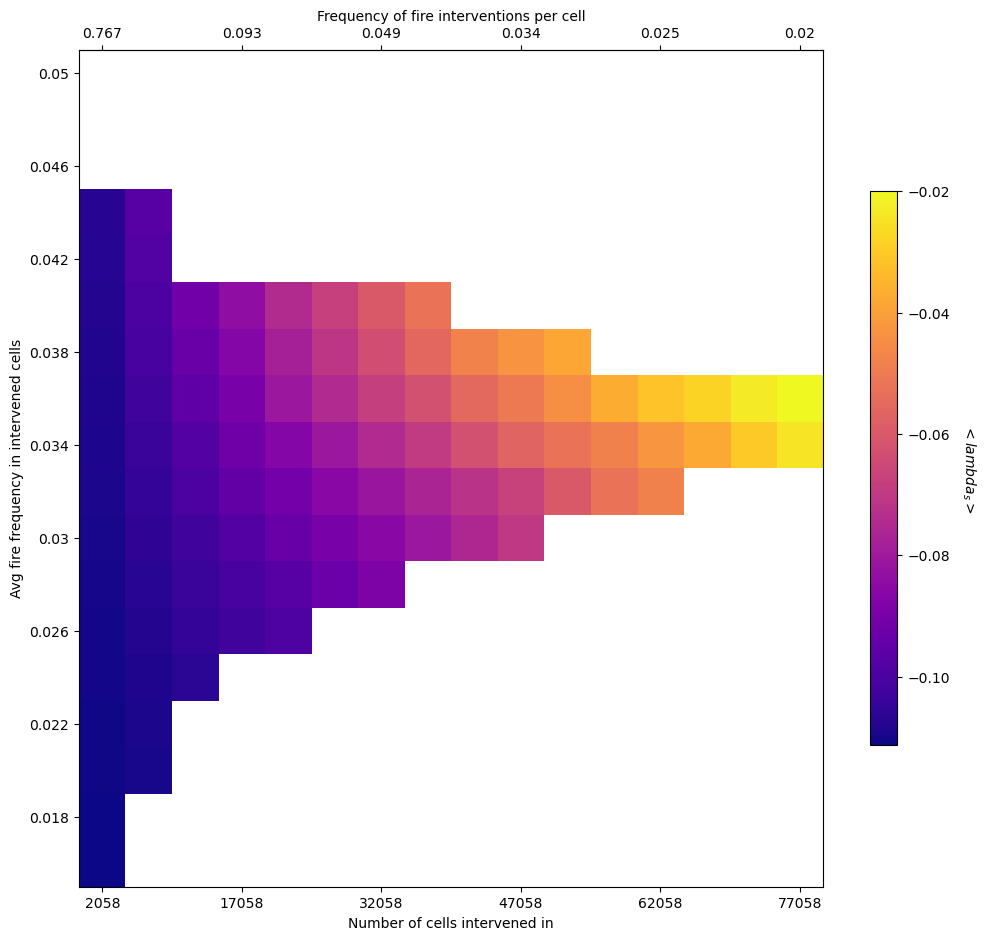 Frequency of fire interventions per cell
0.767 0.093 0.049 0.034 0.025 0.02
0.05
0.046
0.042
0.038
0.034
0.03
0.026
0.022
0.018
Avg fire frequency in intervened cells
2058 17058 32058 47058 62058 77058
Number of cells intervened in
−0.02
−0.04
−0.06
−0.08
−0.10
< lambda_s >